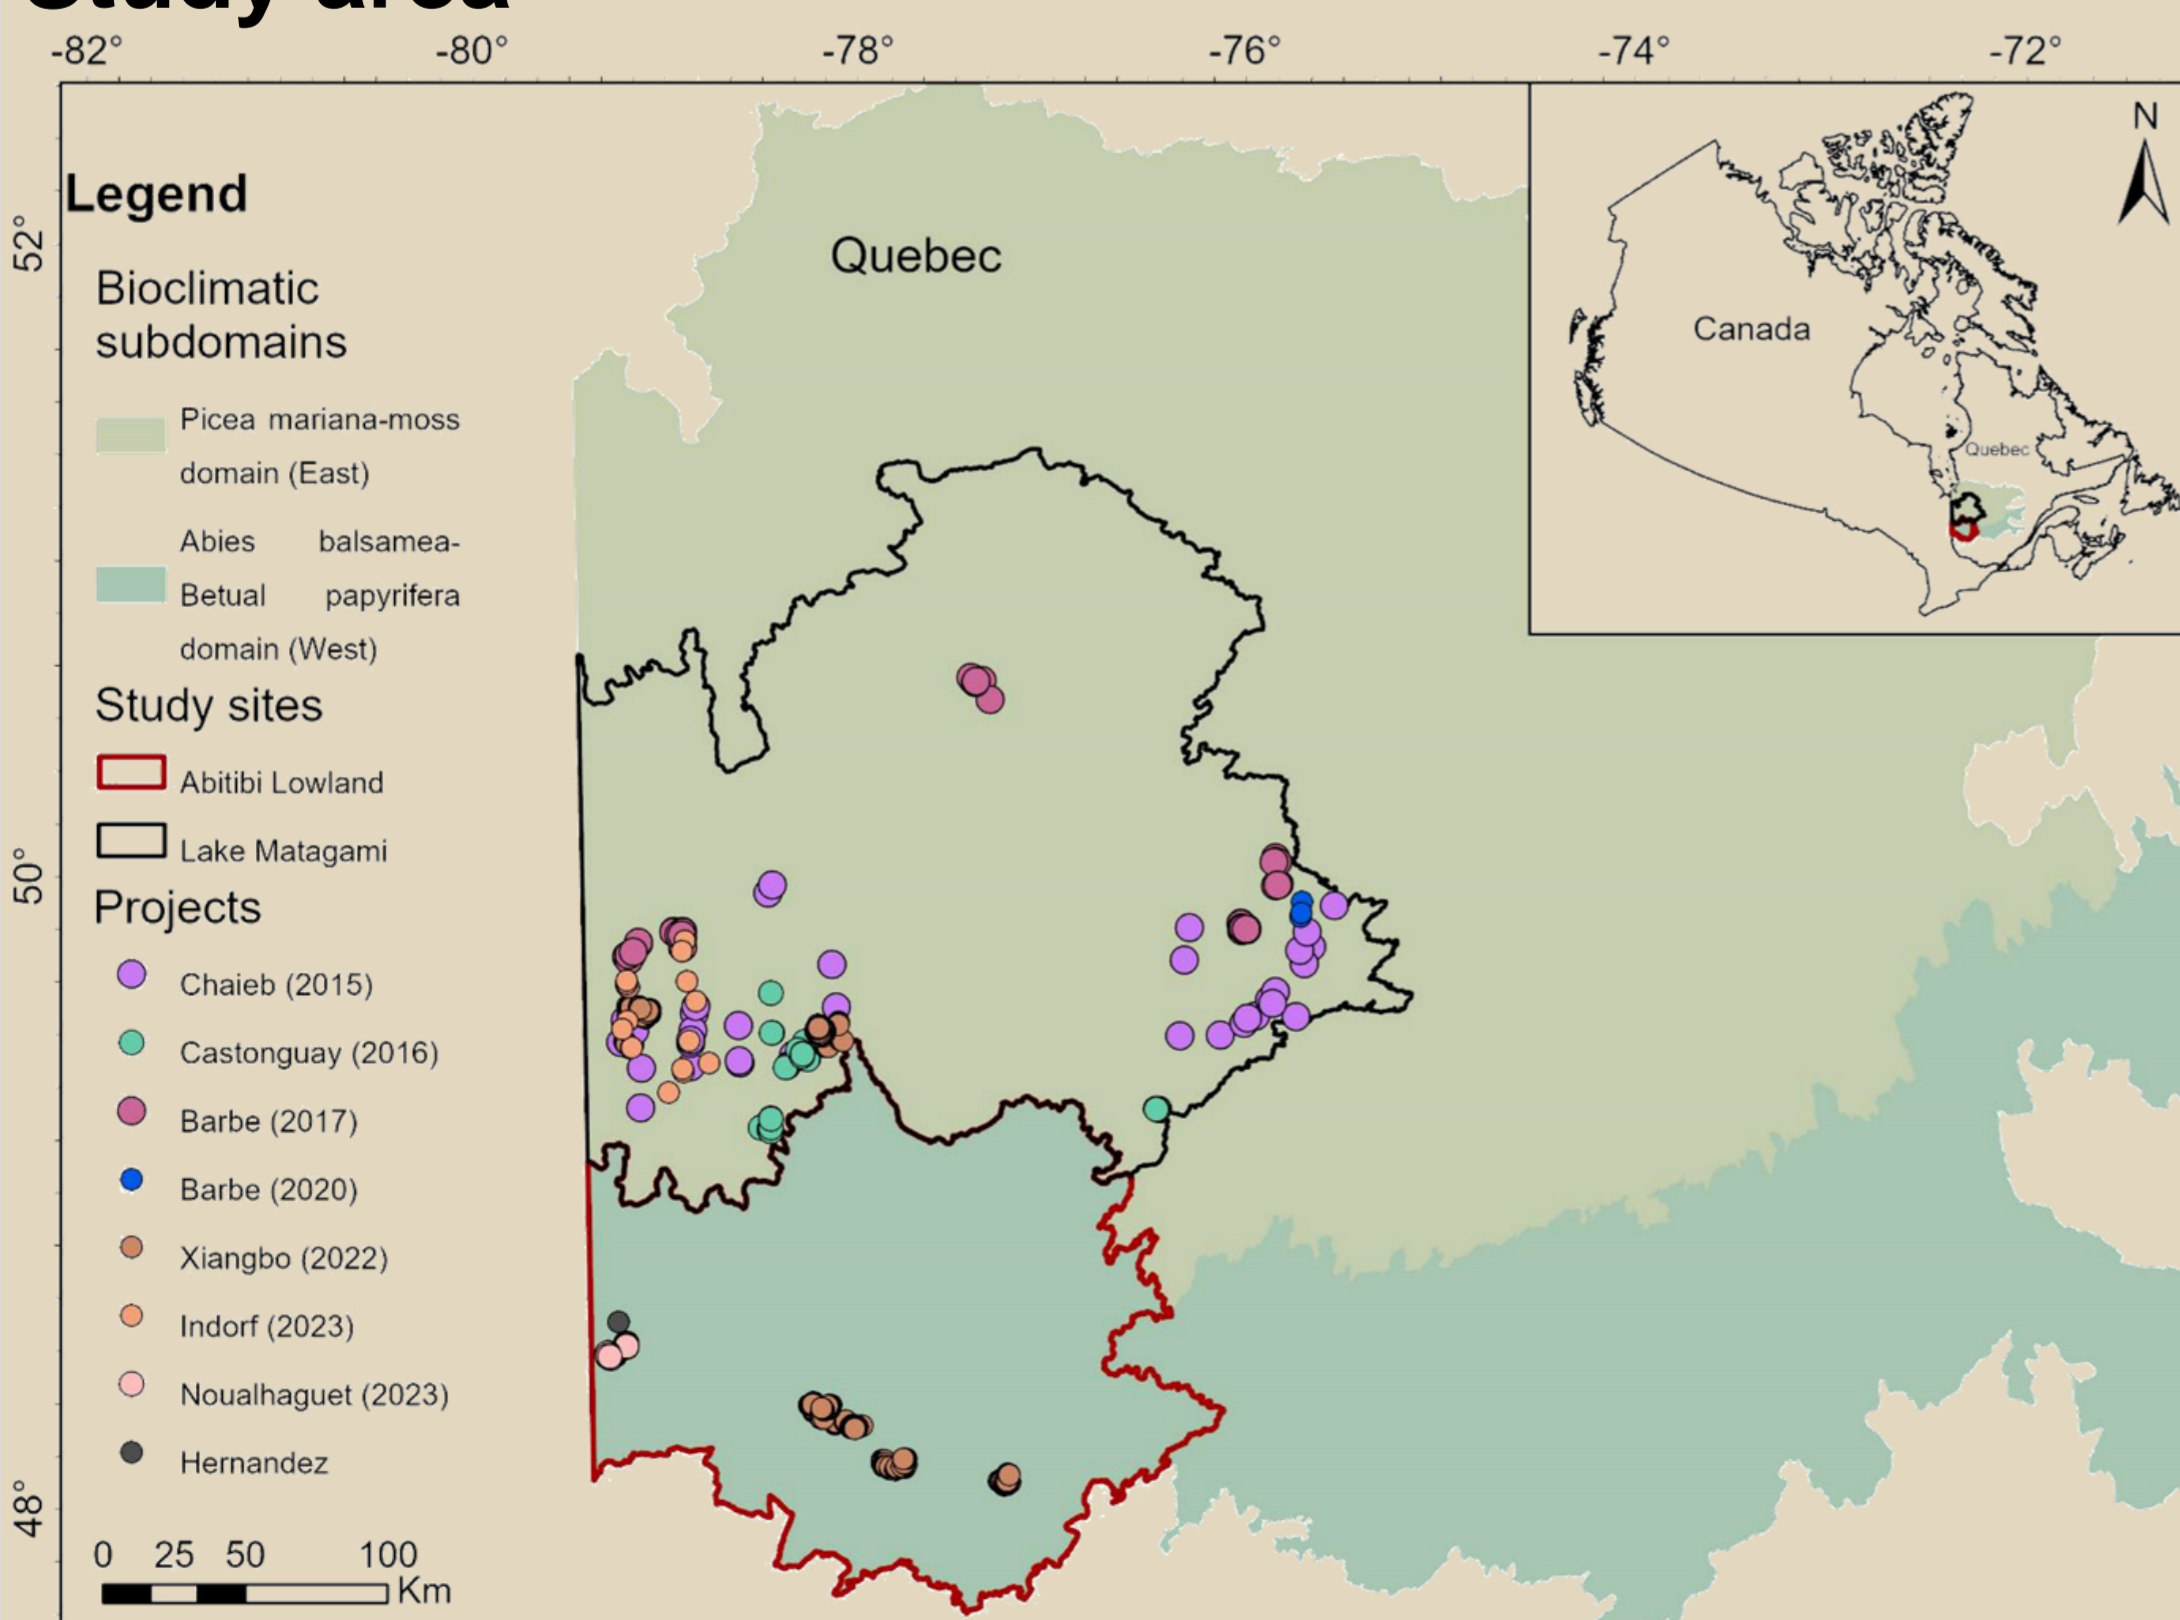 Study area
-82° -80° -78° -76° -74° -72°
52°
50°
48°
Legend
Bioclimatic
subdomains
Picea mariana-moss
domain (East)
Abies balsamea-
Betual papyrifera
domain (West)
Study sites
Abitibi Lowland
Lake Matagami
Projects
Chaieb (2015)
Castonguay (2016)
Barbe (2017)
Barbe (2020)
Xiangbo (2022)
Indorf (2023)
Noualhaguet (2023)
Hernandez
0 25 50 100
Km
Quebec
N
Canada
Quebec